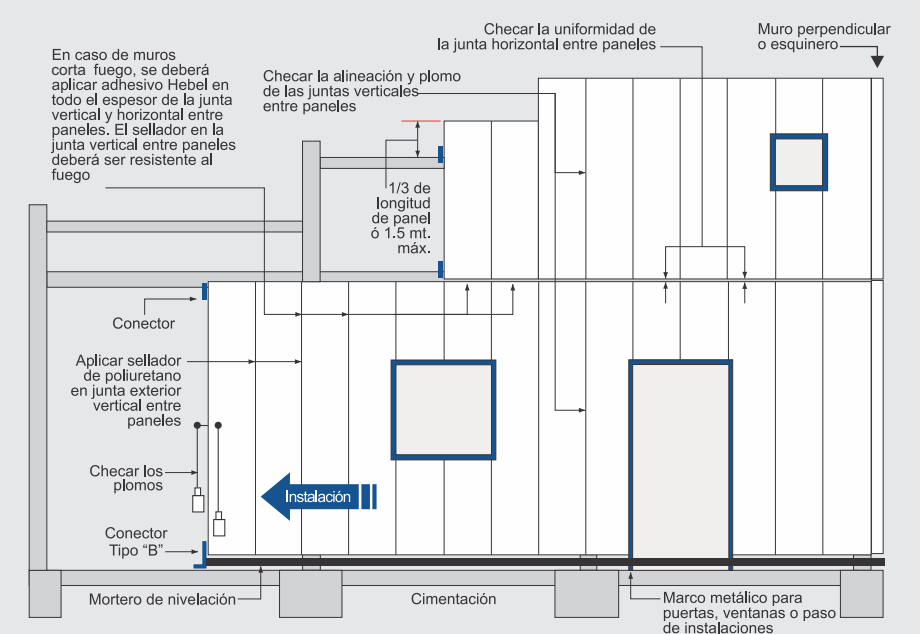 En caso de muros
corta fuego, se deberá
aplicar adhesivo Hebel en
todo el espesor de la junta
vertical y horizontal entre
paneles. El sellador en la
junta vertical entre paneles
deberá ser resistente al
fuego
Checar la alineación y plomo
de las juntas verticales
entre paneles
Checar la uniformidad de
la junta horizontal entre paneles
Muro perpendicular
o esquinero
1/3 de
longitud
de panel
ó 1.5 mt.
máx.
Conector
Aplicar sellador
de poliuretano
en junta exterior
vertical entre
paneles
Checar los
plomos
Instalación
Conector
Tipo “B”
Mortero de nivelación
Cimentación
Marco metálico para
puertas, ventanas o paso
de instalaciones